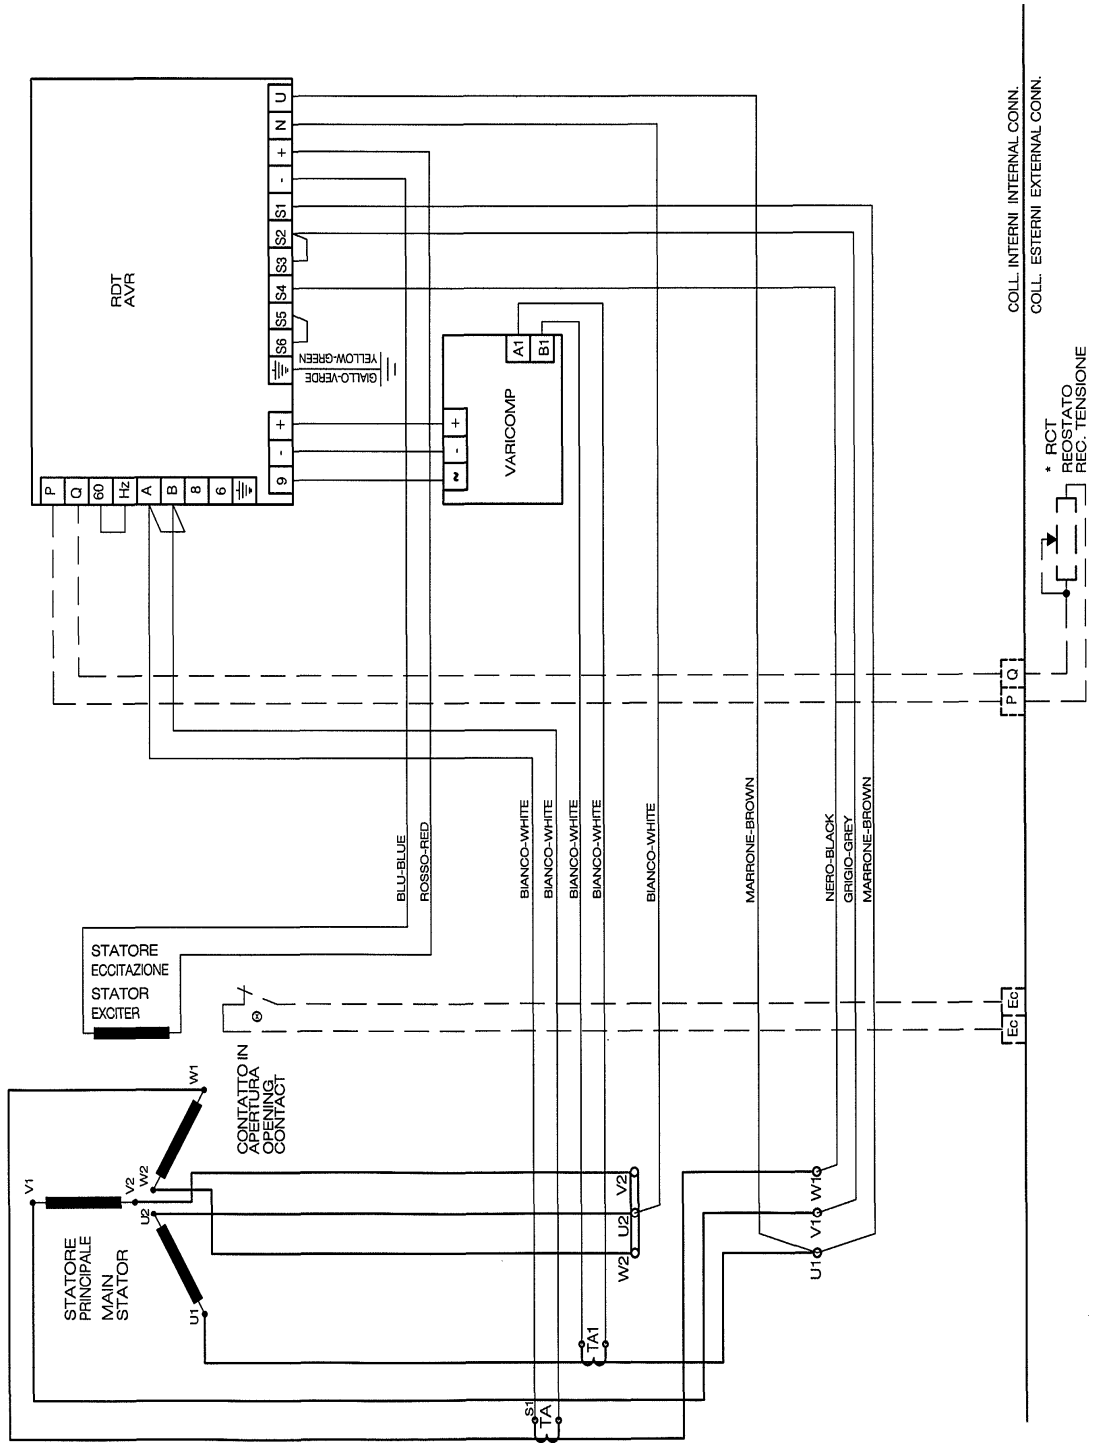 RDT
AVR
U
N
+
-
S1
S2
S3
S4
S5
S6
GIALLO-VERDE
YELLOW-GREEN
+
-
9
P
Q
60
Hz
A
B
8
6
VARICOMP
A1
B1
+
-
~
COLL. INTERNI INTERNAL CONN.
COLL. ESTERNI EXTERNAL CONN.
* RCT
REOSTATO
REC. TENSIONE
Q
P
BLU-BLUE
ROSSO-RED
BIANCO-WHITE
BIANCO-WHITE
BIANCO-WHITE
BIANCO-WHITE
BIANCO-WHITE
MARRONE-BROWN
NERO-BLACK
GRIGIO-GREY
MARRONE-BROWN
STATORE
ECCITAZIONE
STATOR
EXCITER
Θ
CONTATTO IN
APERTURA
OPENING
CONTACT
Ec
Ec
STATORE
PRINCIPALE
MAIN
STATOR
V1
V2
W1
W2
U2
U1
V2
U2
W2
W1
V1
U1
TA1
S1
TA